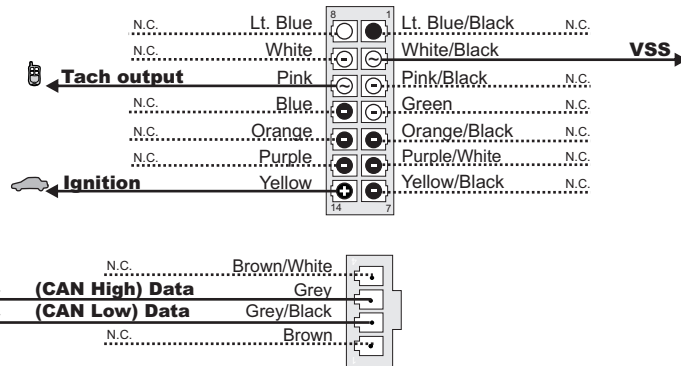 8 1
N.C. Lt. Blue Lt. Blue/Black N.C.
N.C. White White/Black VSS
Tach output Pink Pink/Black N.C.
N.C. Blue Green N.C.
N.C. Orange Orange/Black N.C.
N.C. Purple Purple/White N.C.
Ignition Yellow Yellow/Black N.C.
14 7
N.C. Brown/White
(CAN High) Data Grey
(CAN Low) Data Grey/Black
N.C. Brown